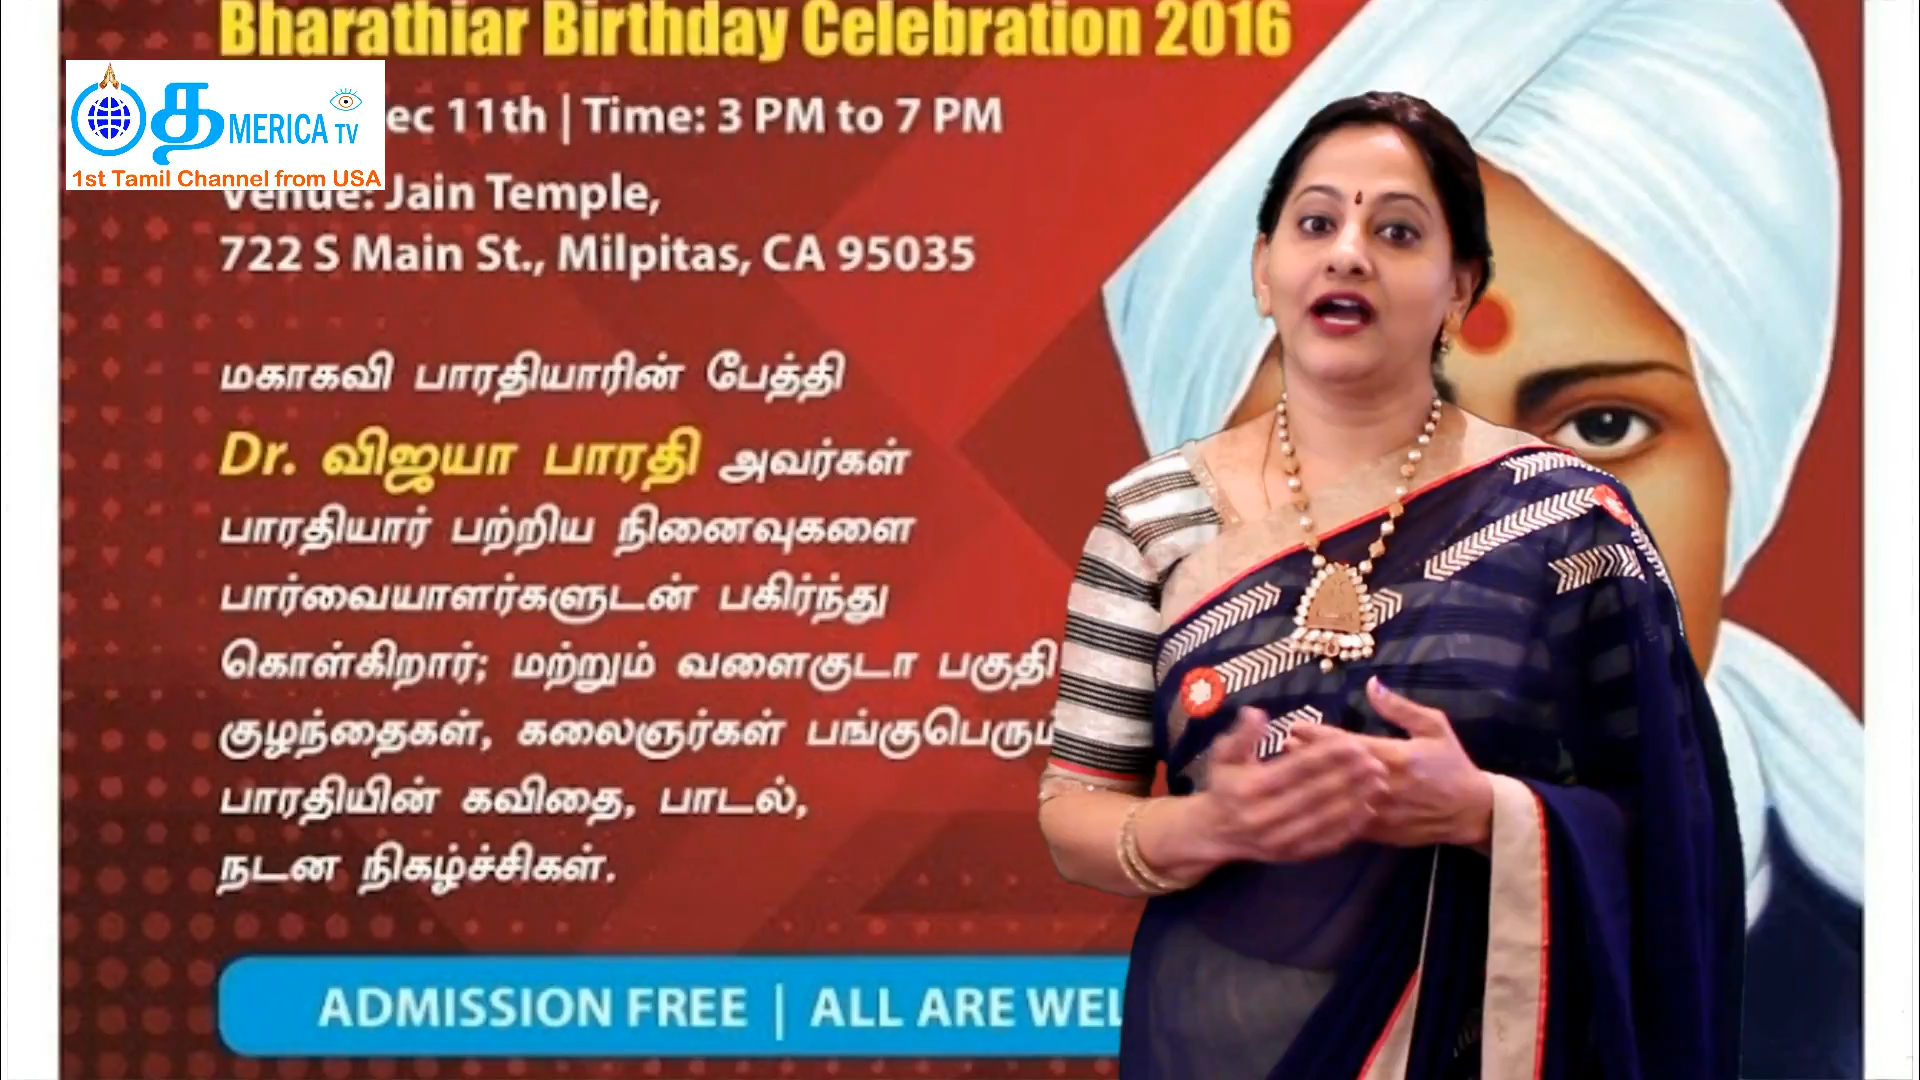 Bharathiar Birthday Celebration 2016
தMERICA TV
1st Tamil Channel from USA
ec 11th | Time: 3 PM to 7 PM
Venue: Jain Temple,
722 S Main St., Milpitas, CA 95035
மகாகவி பாரதியாரின் பேத்தி
Dr. விஜயா பாரதி அவர்கள்
பாரதியார் பற்றிய நினைவுகளை
பார்வையாளர்களுடன் பகிர்ந்து
கொள்கிறார்; மற்றும் வளைகுடா பகுதி
குழந்தைகள், கலைஞர்கள் பங்குபெரும்
பாரதியின் கவிதை, பாடல்,
நடன நிகழ்ச்சிகள்.
ADMISSION FREE | ALL ARE WEL